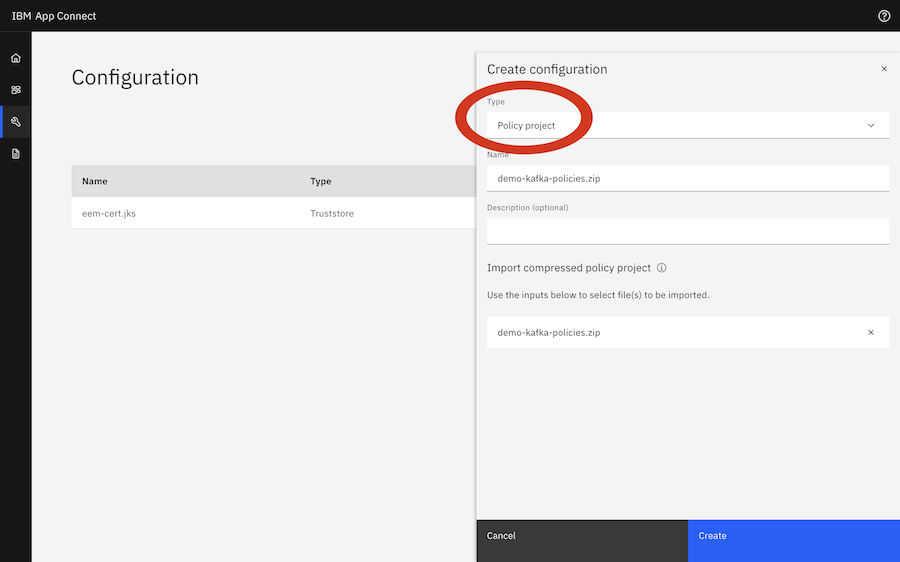 IBM App Connect
Configuration
Name Type
eem-cert.jks Truststore
Create configuration
Type
Policy project
Name
demo-kafka-policies.zip
Description (optional)
Import compressed policy project
Use the inputs below to select file(s) to be imported.
demo-kafka-policies.zip
Cancel
Create